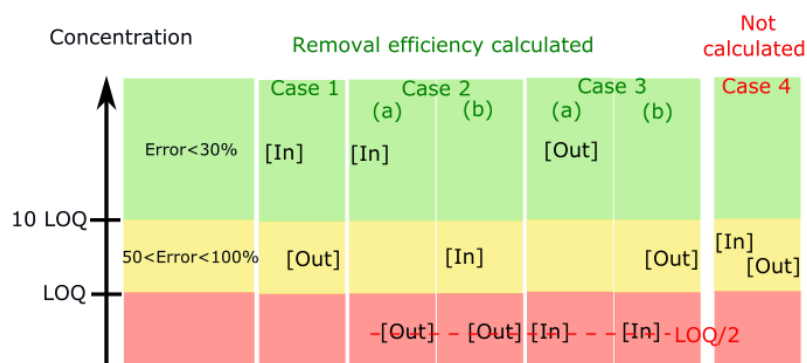 Concentration
Removal efficiency calculated
Not
calculated
Case 1
Case 2
Case 3
Case 4
(a)
(b)
(a)
(b)
Error<30%
[In]
[In]
[Out]
10 LOQ
50<Error<100%
[Out]
[In]
[Out]
[In]
[Out]
LOQ
[Out]
[Out]
[In]
[In]
LOQ/2